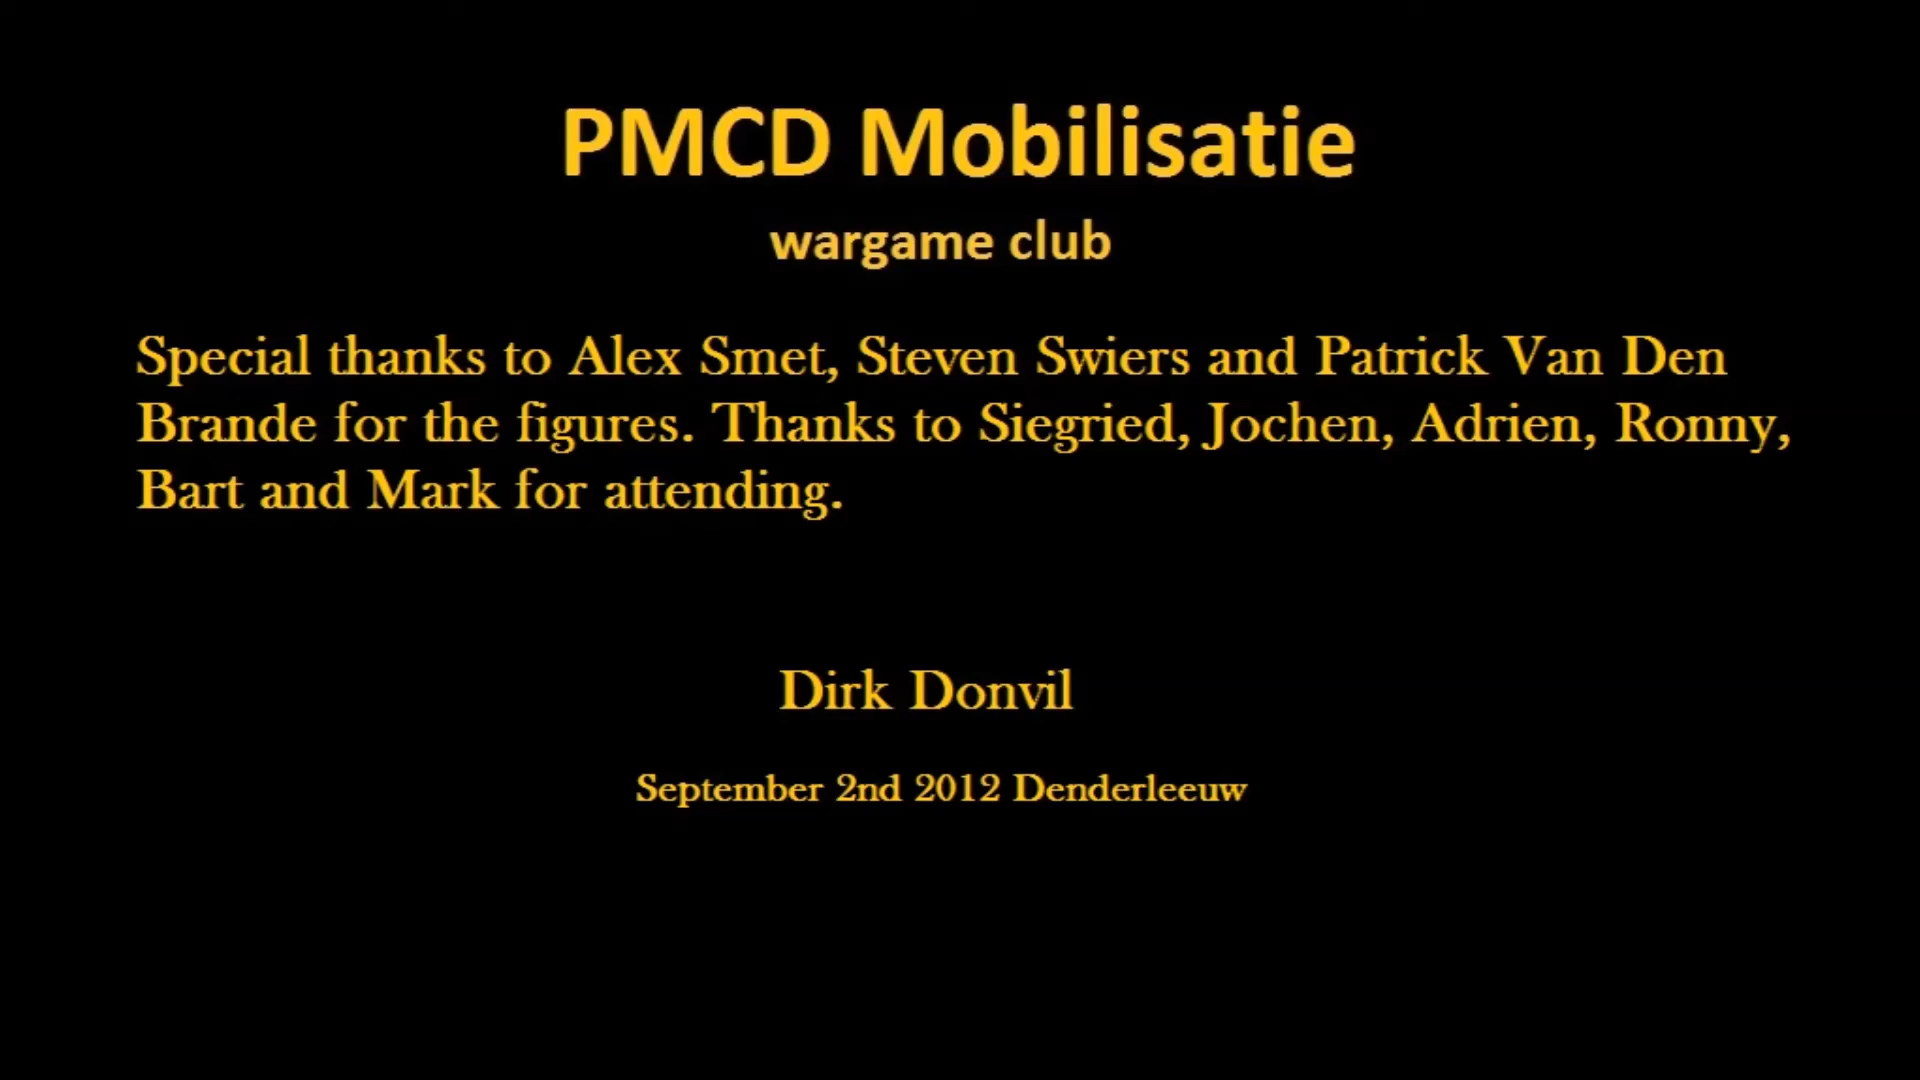 PMCD Mobilisatie
wargame club
Special thanks to Alex Smet, Steven Swiers and Patrick Van Den
Brande for the figures. Thanks to Siegried, Jochen, Adrien, Ronny,
Bart and Mark for attending.
Dirk Donvil
September 2nd 2012 Denderleeuw